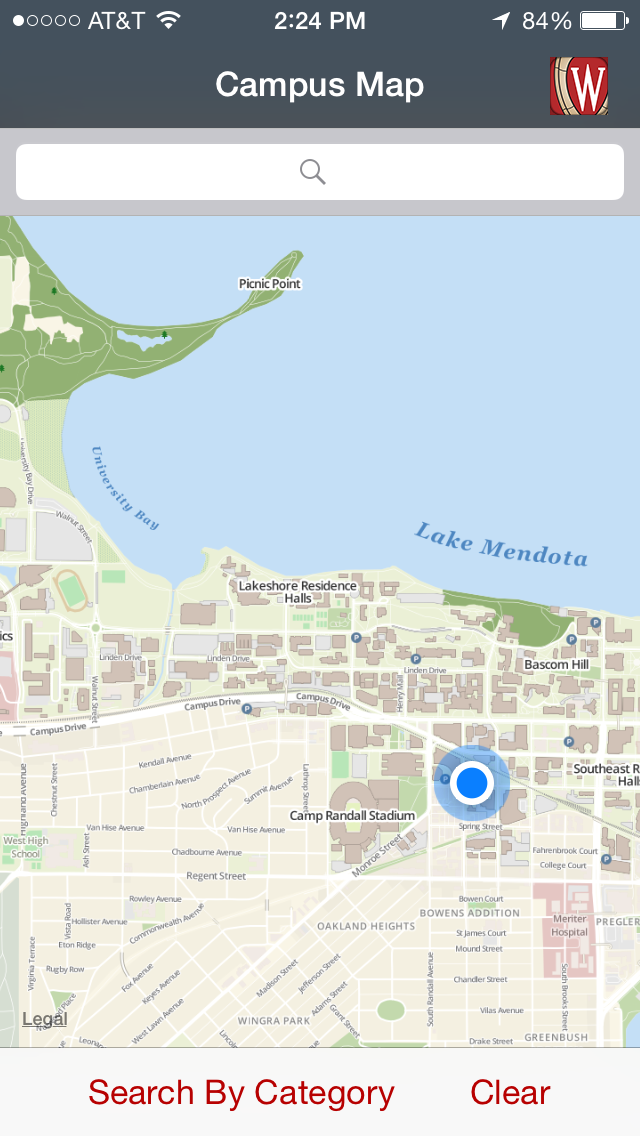 AT&T 2:24 PM 84%
Campus Map
W
Picnic Point
University Bay
Lake Mendota
University Bay Drive
Walnut Street
Lakeshore Residence
Halls
ics
Linden Drive
Linden Drive
Linden Drive
Bascom Hill
Walnut Street
Henry Mall
Campus Drive
Campus Drive
Campus Drive
Kendall Avenue
Chamberlain Avenue
North Prospect Avenue
Summit Avenue
Lathrop Street
Highland Avenue
Chestnut Street
Southeast R
Halls
Camp Randall Stadium
Van Hise Avenue
Van Hise Avenue
Spring Street
West High
School
Ash Street
Chadbourne Avenue
Monroe Street
Fahrenbrook Court
College Court
Regent Street
Rowley Avenue
Bowen Court
BOWENS ADDITION
Vista Road
Hollister Avenue
Commonwealth Avenue
OAKLAND HEIGHTS
Meriter
Hospital
PREGLER
St James Court
Eton Ridge
Mound Street
Virginia Terrace
Rugby Row
Fox Avenue
Keyes Avenue
Madison Street
Jefferson Street
South Randall Avenue
Chandler Street
South Brooks Street
West Lawn Avenue
Adams Street
Grant Street
Vilas Avenue
Legal
WINGRA PARK
Drake Street
GREENBUSH
Search By Category Clear